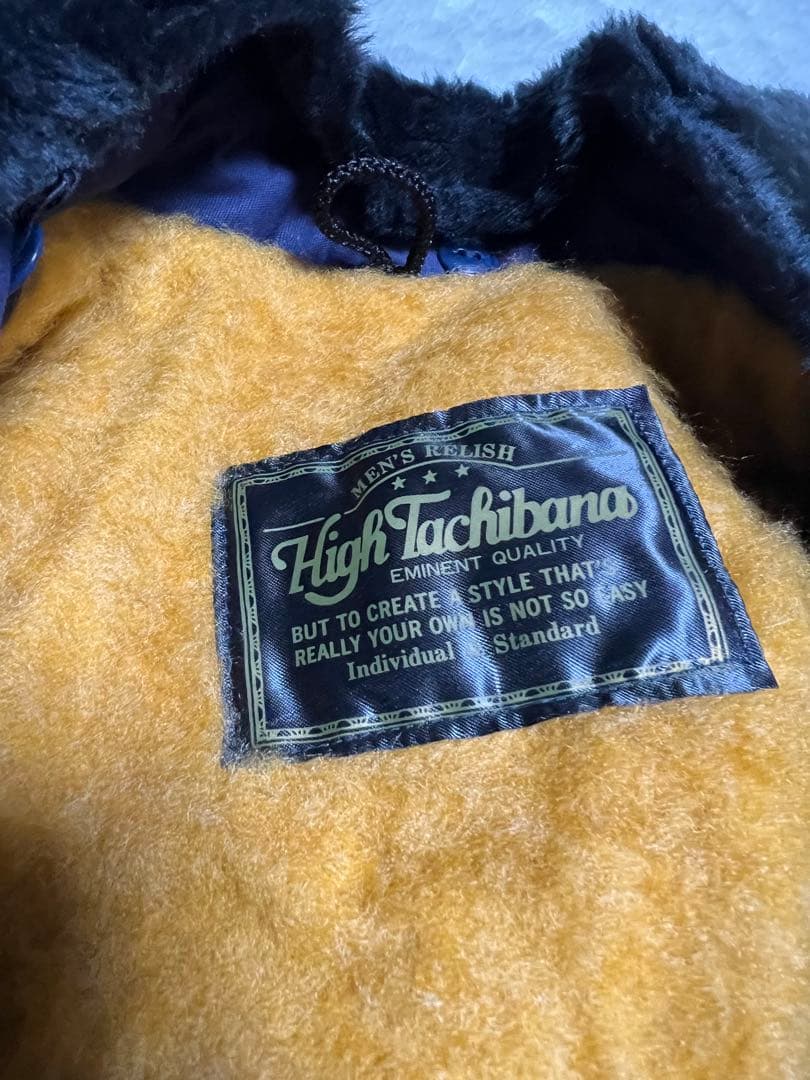 MEN'S RELISH
High Tachibana
EMINENT QUALITY
BUT TO CREATE A STYLE THAT'S
REALLY YOUR OWN IS NOT SO EASY
Individual & Standard